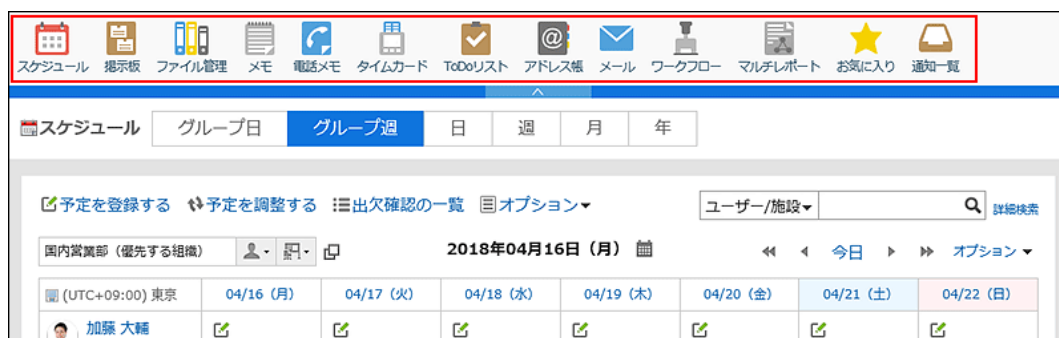 スケジュール 掲示板 ファイル管理 メモ 電話メモ タイムカード ToDoリスト アドレス帳 メール ワークフロー マルチレポート お気に入り 通知一覧
スケジュール グループ日 グループ週 日 週 月 年
予定を登録する 予定を調整する 出欠確認の一覧 オプション ユーザー/施設 詳細検索
国内営業部（優先する組織） 2018年04月16日（月） 今日 オプション
(UTC+09:00) 東京 04/16（月） 04/17（火） 04/18（水） 04/19（木） 04/20（金） 04/21（土） 04/22（日）
加藤 大輔